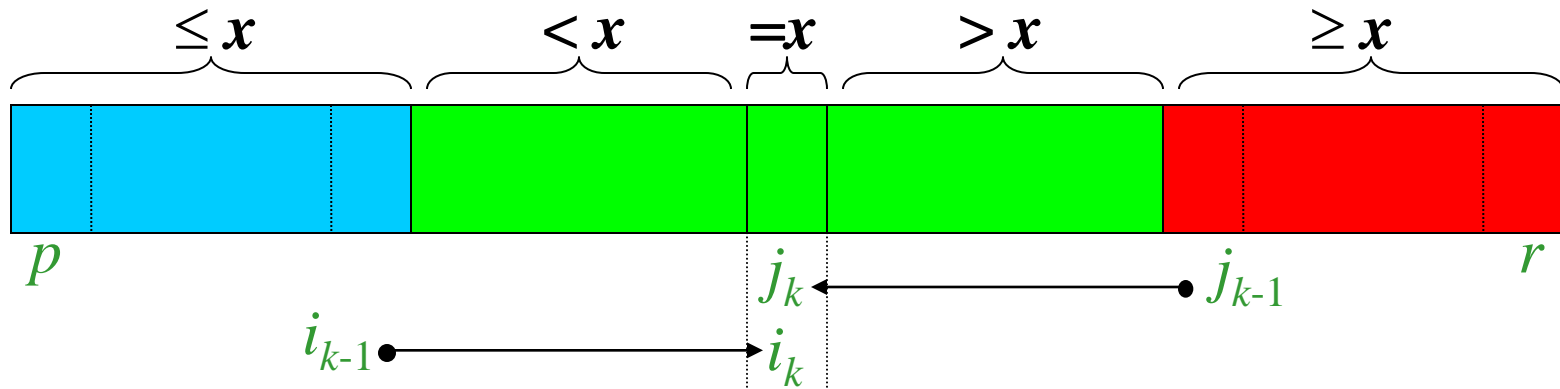 ≤ x < x =x > x ≥ x
p r
j_k j_{k-1}
i_{k-1} i_k